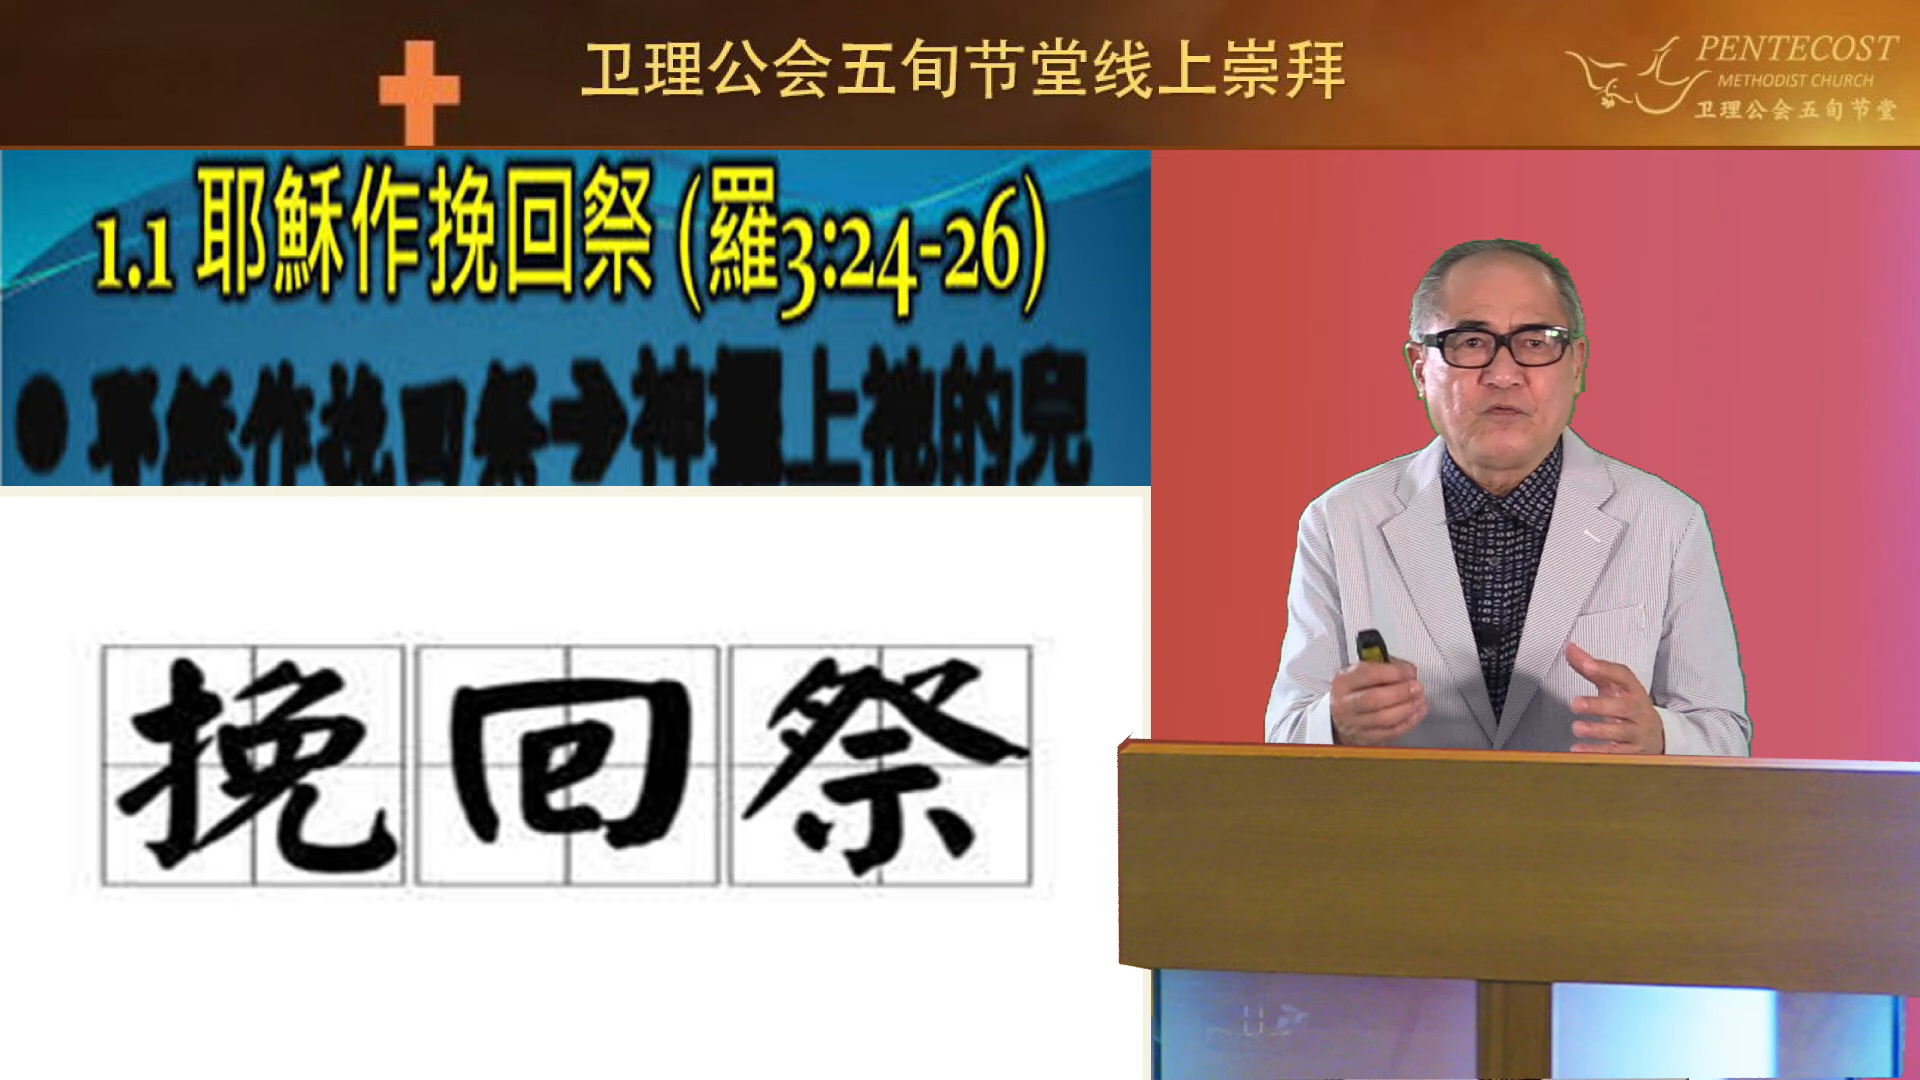 卫理公会五旬节堂线上崇拜
PENTECOST
METHODIST CHURCH
卫理公会五旬节堂
1.1 耶穌作挽回祭 (羅3:24-26)
● 耶穌作挽回祭➔神擺上祂的兒
挽回祭